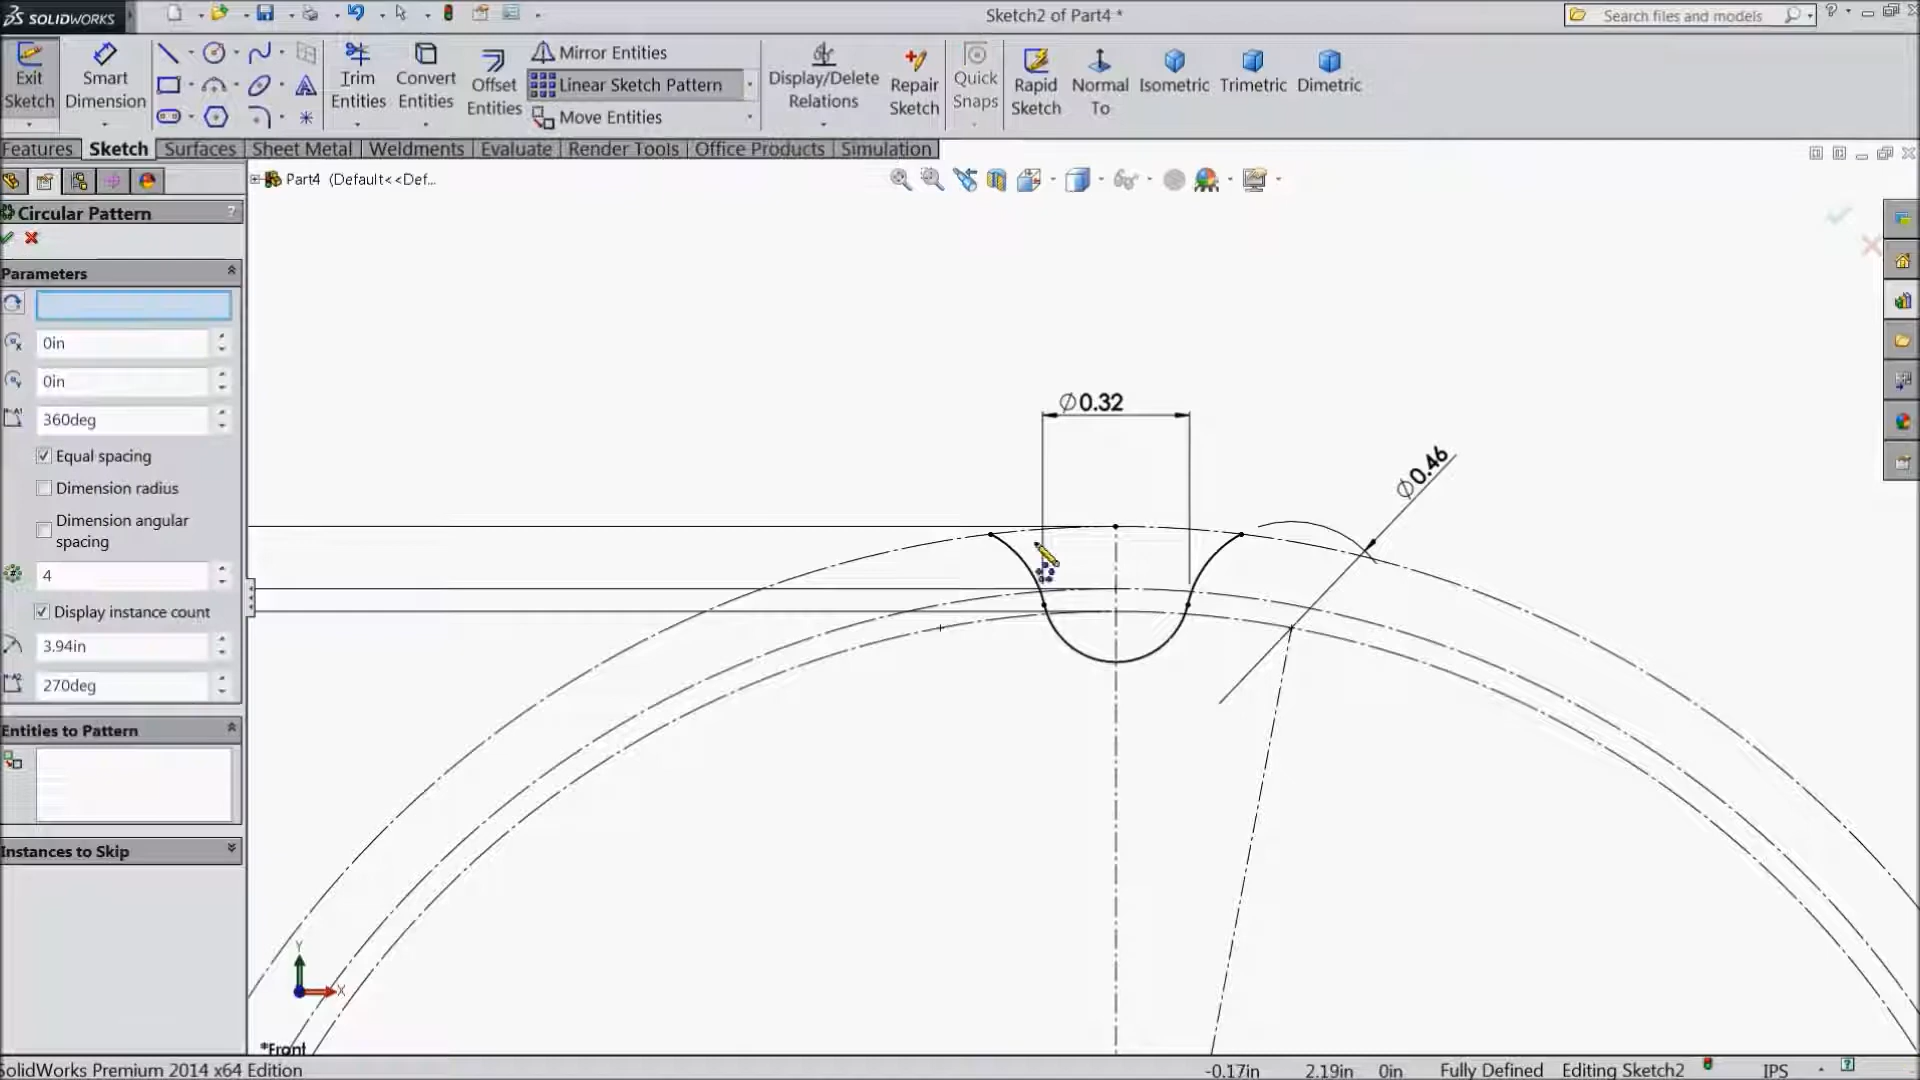 SOLIDWORKS
Sketch2 of Part4 *
Search files and models
Exit Sketch
Smart Dimension
Trim Entities
Convert Entities
Offset Entities
Mirror Entities
Linear Sketch Pattern
Move Entities
Display/Delete Relations
Repair Sketch
Quick Snaps
Rapid Sketch
Normal To
Isometric
Trimetric
Dimetric
Features
Sketch
Surfaces
Sheet Metal
Weldments
Evaluate
Render Tools
Office Products
Simulation
Part4 (Default<<Def...
Circular Pattern
?
Parameters
0in
0in
360deg
Equal spacing
Dimension radius
Dimension angular
spacing
4
Display instance count
3.94in
270deg
Entities to Pattern
Instances to Skip
∅0.32
∅0.46
Y
X
*Front
SolidWorks Premium 2014 x64 Edition
-0.17in
2.19in
0in
Fully Defined
Editing Sketch2
IPS